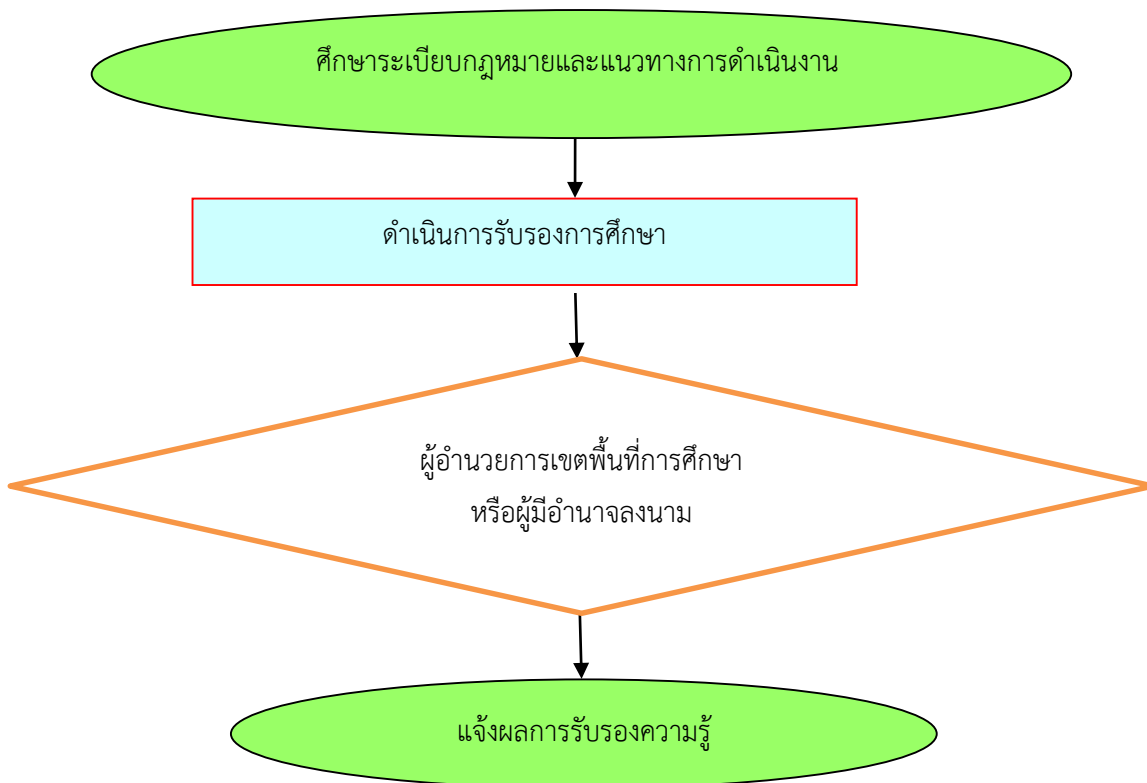 ศึกษาระเบียบกฎหมายและแนวทางการดำเนินงาน
ดำเนินการรับรองการศึกษา
ผู้อำนวยการเขตพื้นที่การศึกษา
หรือผู้มีอำนาจลงนาม
แจ้งผลการรับรองความรู้